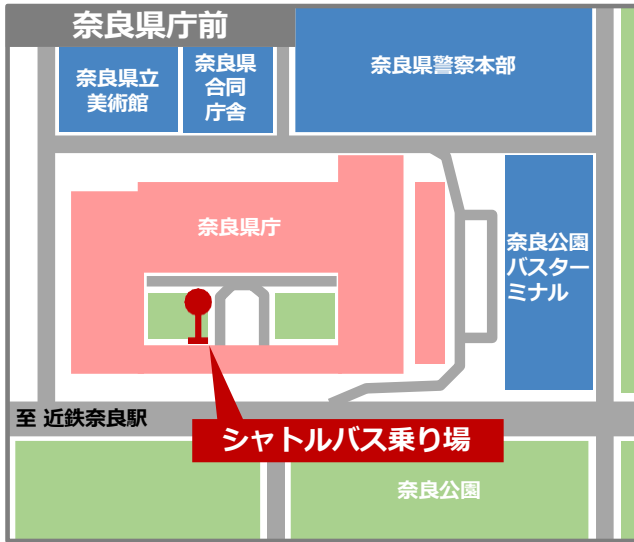 奈良県庁前
奈良県立
美術館
奈良県
合同
庁舎
奈良県警察本部
奈良県庁
奈良公園
バスター
ミナル
至 近鉄奈良駅
シャトルバス乗り場
奈良公園